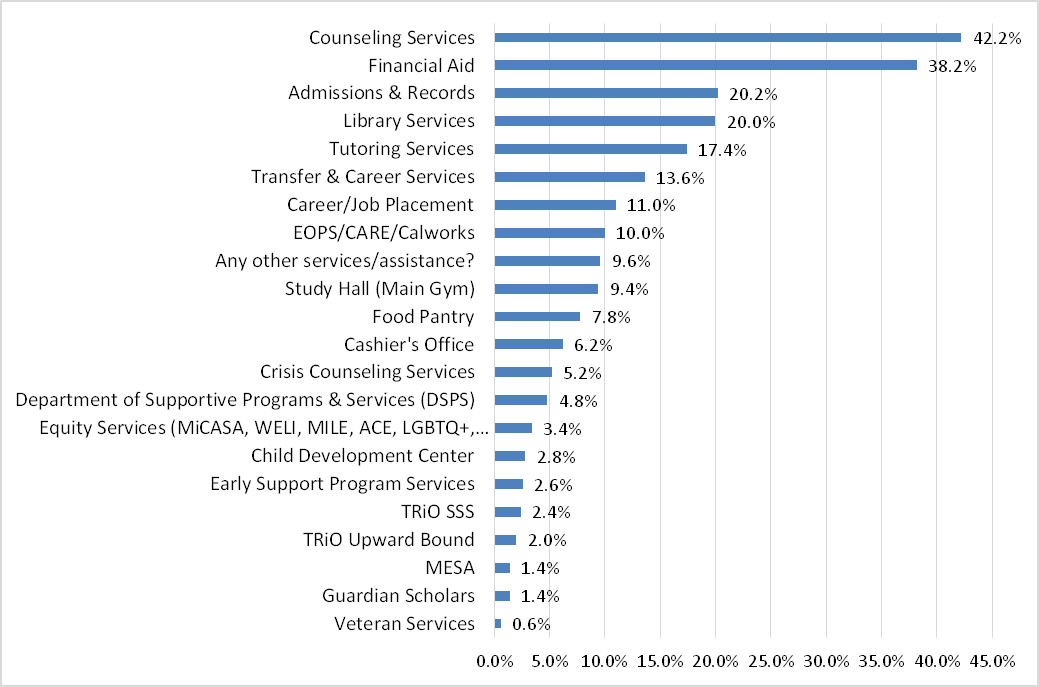 Counseling Services 42.2%
Financial Aid 38.2%
Admissions & Records 20.2%
Library Services 20.0%
Tutoring Services 17.4%
Transfer & Career Services 13.6%
Career/Job Placement 11.0%
EOPS/CARE/Calworks 10.0%
Any other services/assistance? 9.6%
Study Hall (Main Gym) 9.4%
Food Pantry 7.8%
Cashier's Office 6.2%
Crisis Counseling Services 5.2%
Department of Supportive Programs & Services (DSPS) 4.8%
Equity Services (MiCASA, WELI, MILE, ACE, LGBTQ+,... 3.4%
Child Development Center 2.8%
Early Support Program Services 2.6%
TRiO SSS 2.4%
TRiO Upward Bound 2.0%
MESA 1.4%
Guardian Scholars 1.4%
Veteran Services 0.6%
0.0% 5.0% 10.0% 15.0% 20.0% 25.0% 30.0% 35.0% 40.0% 45.0%